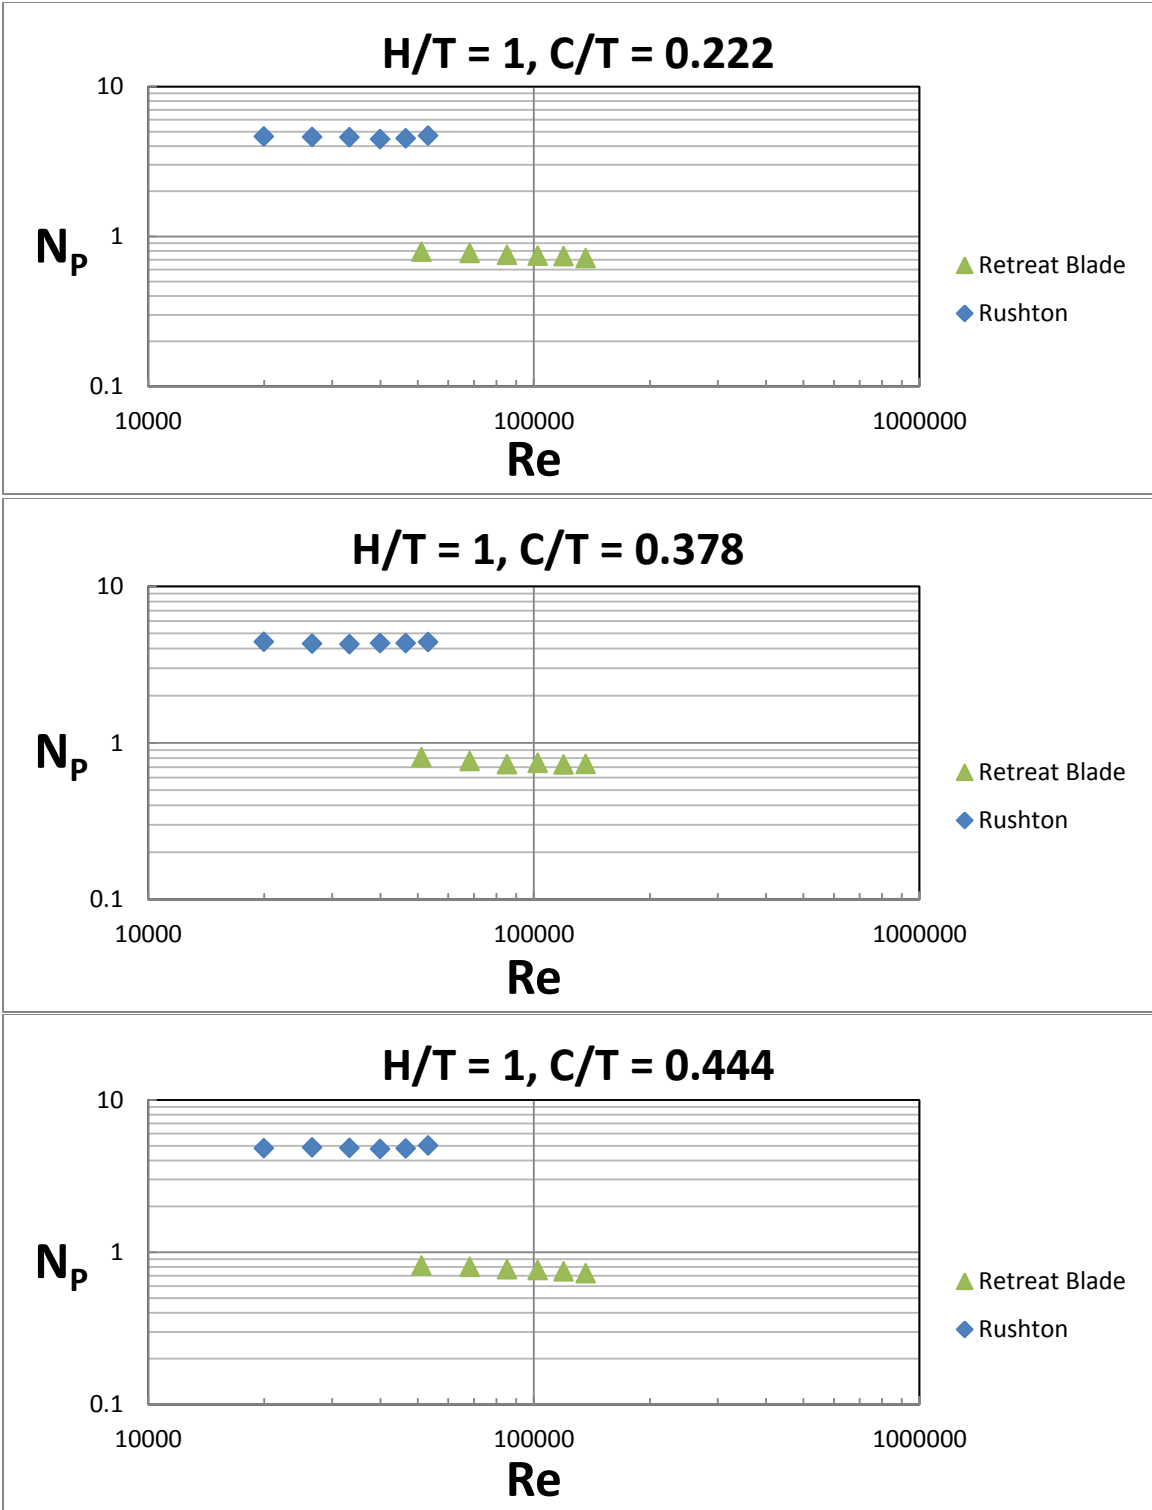 H/T = 1, C/T = 0.222
10
1
0.1
N_P
10000 100000 1000000
Re
Retreat Blade
Rushton
H/T = 1, C/T = 0.378
10
1
0.1
N_P
10000 100000 1000000
Re
Retreat Blade
Rushton
H/T = 1, C/T = 0.444
10
1
0.1
N_P
10000 100000 1000000
Re
Retreat Blade
Rushton